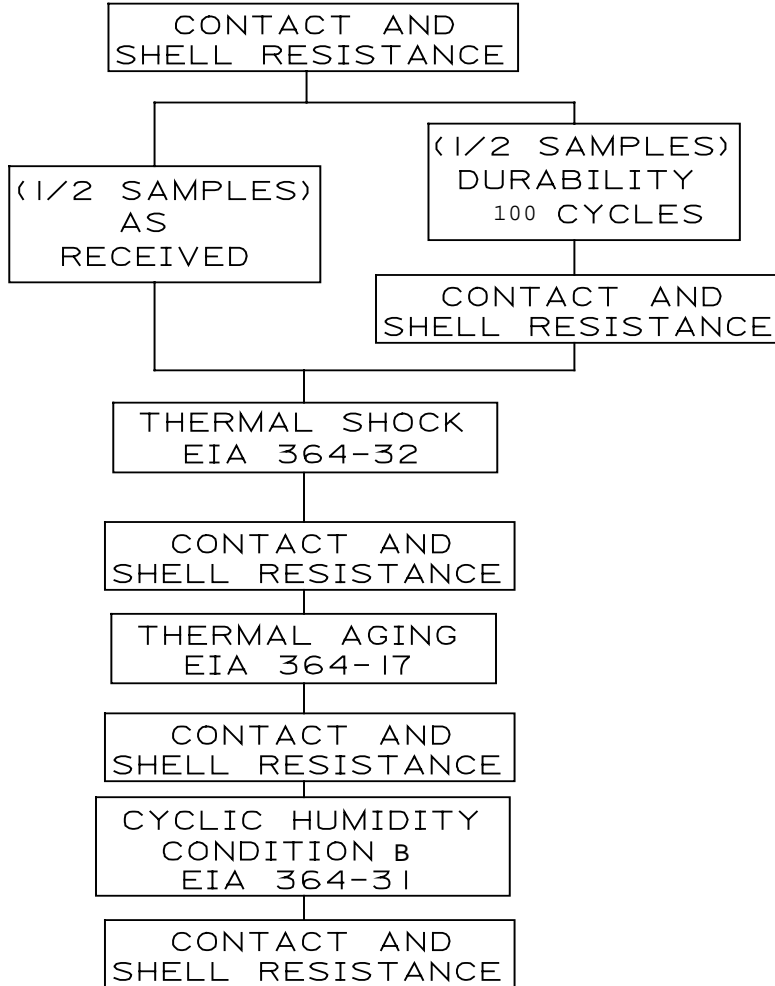 CONTACT AND
SHELL RESISTANCE
(1/2 SAMPLES)
AS
RECEIVED
(1/2 SAMPLES)
DURABILITY
100 CYCLES
CONTACT AND
SHELL RESISTANCE
THERMAL SHOCK
EIA 364-32
CONTACT AND
SHELL RESISTANCE
THERMAL AGING
EIA 364-17
CONTACT AND
SHELL RESISTANCE
CYCLIC HUMIDITY
CONDITION B
EIA 364-31
CONTACT AND
SHELL RESISTANCE